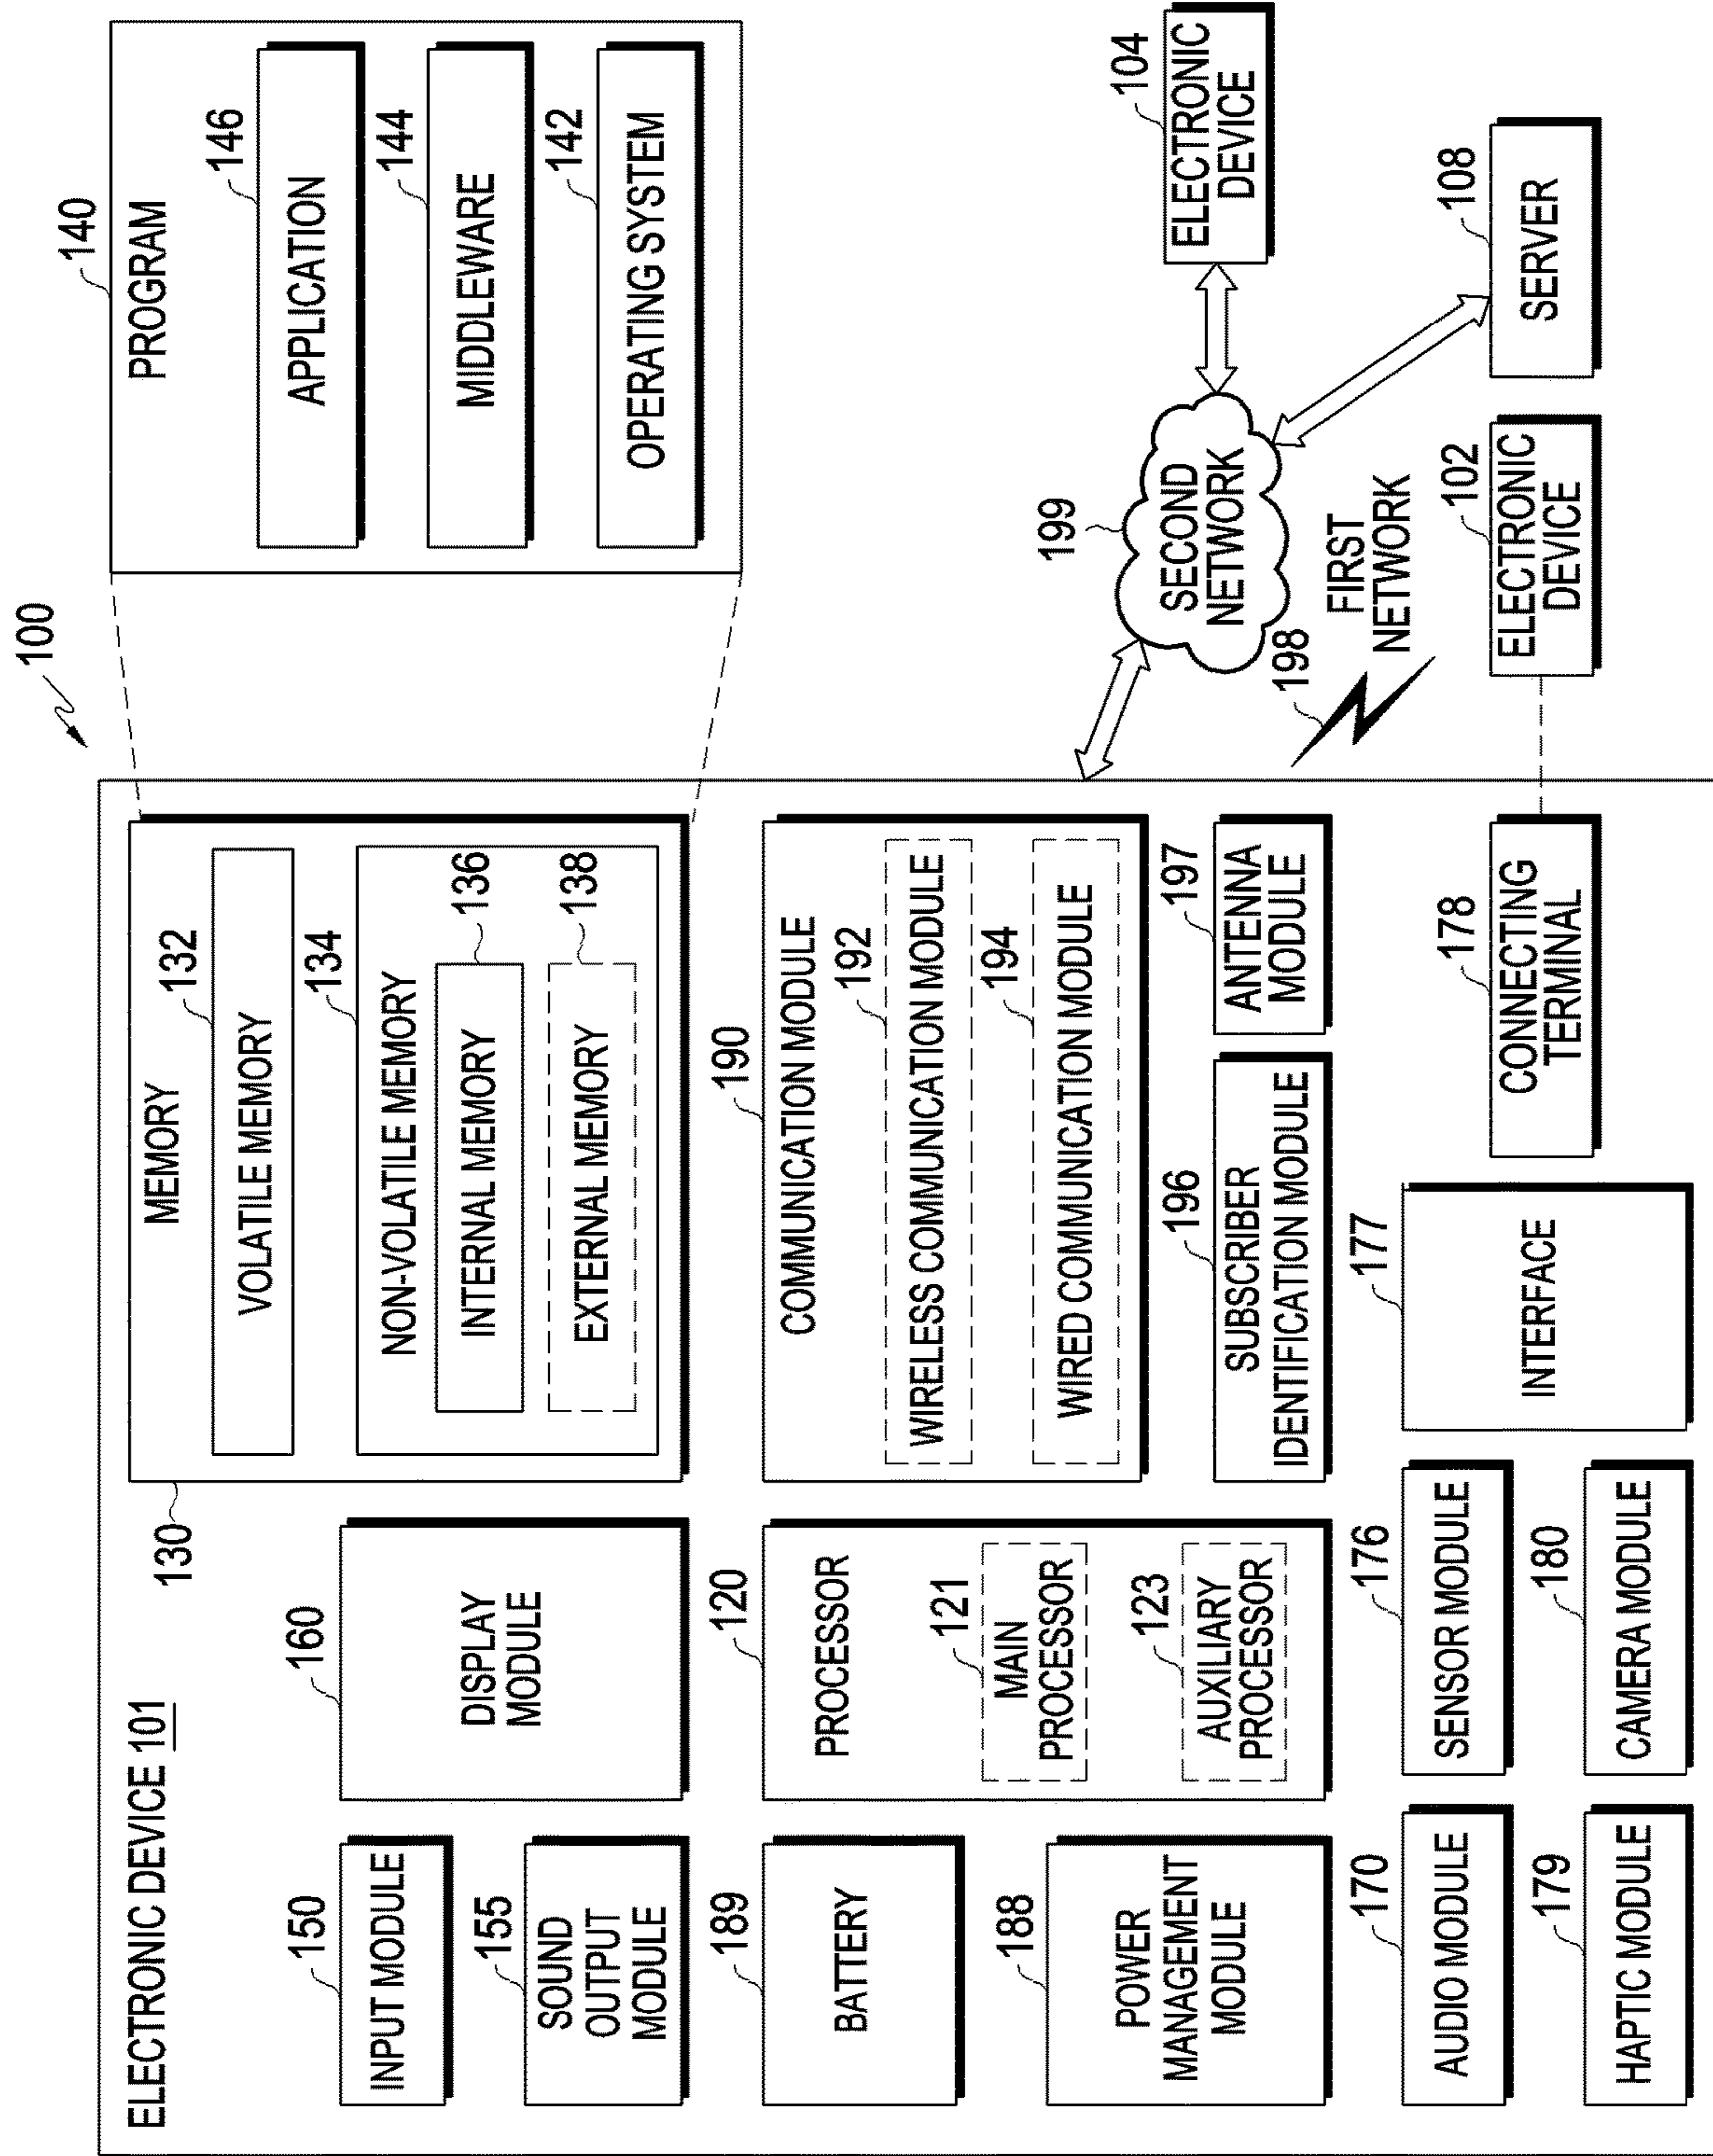 100
ELECTRONIC DEVICE 101
130
MEMORY
132
VOLATILE MEMORY
134
NON-VOLATILE MEMORY
136
INTERNAL MEMORY
138
EXTERNAL MEMORY
140
PROGRAM
146
APPLICATION
144
MIDDLEWARE
142
OPERATING SYSTEM
150
INPUT MODULE
155
SOUND
OUTPUT
MODULE
160
DISPLAY
MODULE
189
BATTERY
188
POWER
MANAGEMENT
MODULE
120
PROCESSOR
121
MAIN
PROCESSOR
123
AUXILIARY
PROCESSOR
190
COMMUNICATION MODULE
192
WIRELESS COMMUNICATION MODULE
194
WIRED COMMUNICATION MODULE
196
SUBSCRIBER
IDENTIFICATION MODULE
197
ANTENNA
MODULE
199
SECOND
NETWORK
104
ELECTRONIC
DEVICE
198
FIRST
NETWORK
108
SERVER
102
ELECTRONIC
DEVICE
170
AUDIO MODULE
176
SENSOR MODULE
177
INTERFACE
178
CONNECTING
TERMINAL
179
HAPTIC MODULE
180
CAMERA MODULE